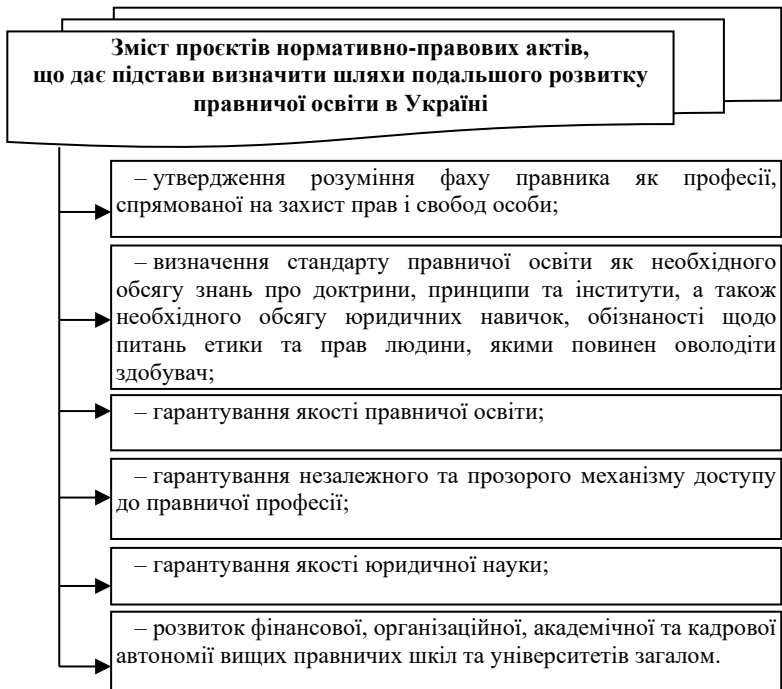 Зміст проєктів нормативно-правових актів,
що дає підстави визначити шляхи подальшого розвитку
правничої освіти в Україні
– утвердження розуміння фаху правника як професії,
спрямованої на захист прав і свобод особи;
– визначення стандарту правничої освіти як необхідного
обсягу знань про доктрини, принципи та інститути, а також
необхідного обсягу юридичних навичок, обізнаності щодо
питань етики та прав людини, якими повинен оволодіти
здобувач;
– гарантування якості правничої освіти;
– гарантування незалежного та прозорого механізму доступу
до правничої професії;
– гарантування якості юридичної науки;
– розвиток фінансової, організаційної, академічної та кадрової
автономії вищих правничих шкіл та університетів загалом.